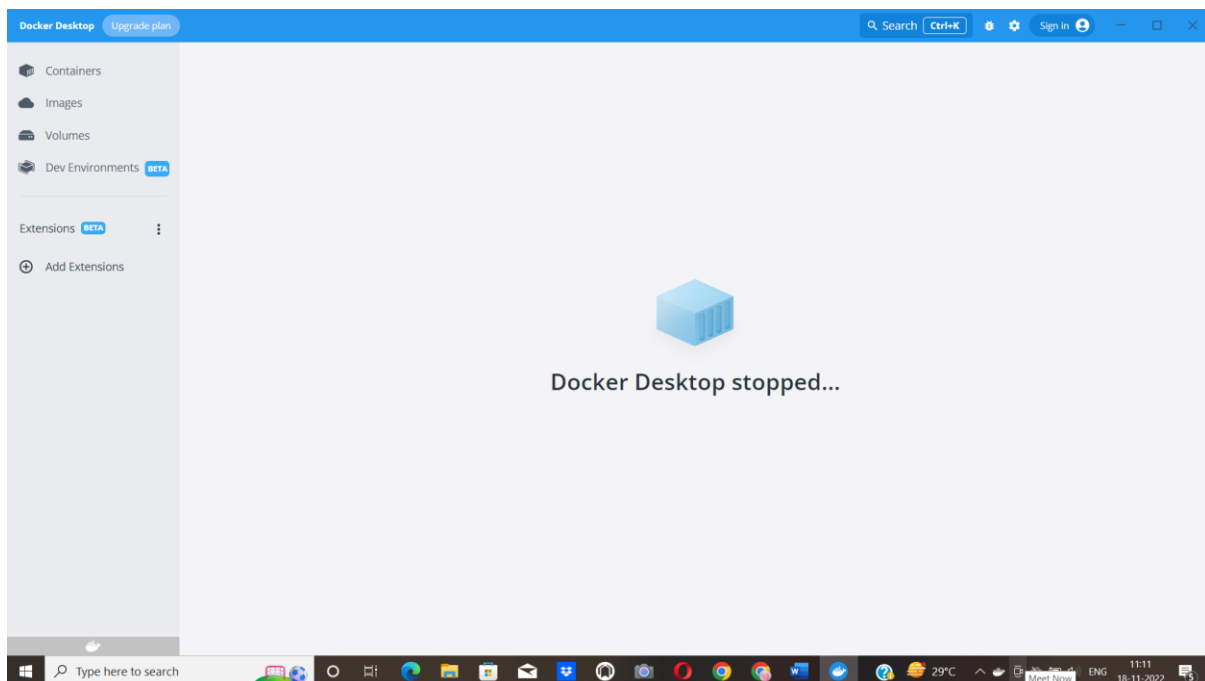 Docker Desktop Upgrade plan Search Ctrl+K Sign in
Containers
Images
Volumes
Dev Environments BETA
Extensions BETA
Add Extensions
Docker Desktop stopped...
Type here to search 29°C Meet Now ENG 11:11
18-11-2022 5